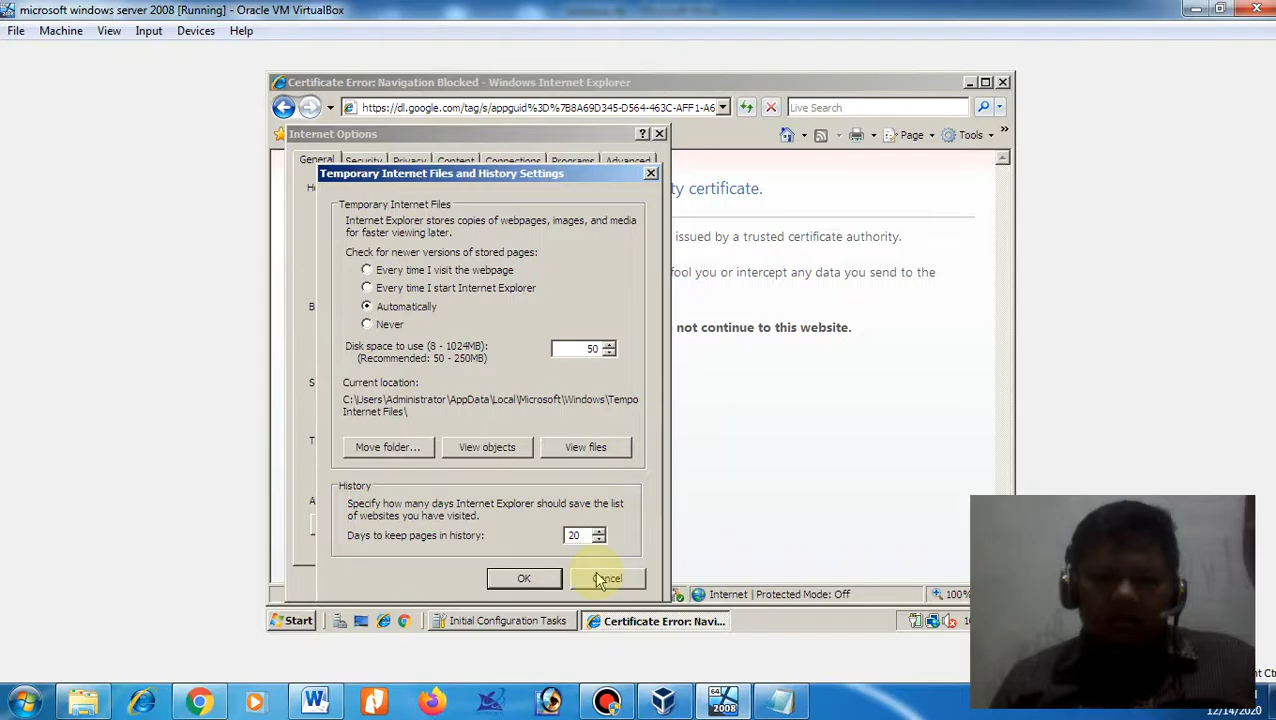 microsoft windows server 2008 [Running] - Oracle VM VirtualBox
File Machine View Input Devices Help
Certificate Error: Navigation Blocked - Windows Internet Explorer
https://dl.google.com/tag/s/appguid%3D%7B8A69D345-D564-463C-AFF1-A6
Live Search
Page Tools
Internet Options
General Security Privacy Content Connections Programs Advanced
Temporary Internet Files and History Settings
ty certificate.
Temporary Internet Files
Internet Explorer stores copies of webpages, images, and media
for faster viewing later.
issued by a trusted certificate authority.
Check for newer versions of stored pages:
Every time I visit the webpage
fool you or intercept any data you send to the
Every time I start Internet Explorer
Automatically
Never
not continue to this website.
Disk space to use (8 - 1024MB):
(Recommended: 50 - 250MB)
50
Current location:
C:\Users\Administrator\AppData\Local\Microsoft\Windows\Tempo
Internet Files\
Move folder... View objects View files
History
Specify how many days Internet Explorer should save the list
of websites you have visited.
Days to keep pages in history:
20
OK Cancel
Internet | Protected Mode: Off
100%
Start
Initial Configuration Tasks
Certificate Error: Navi...
64
2008
12/14/2020